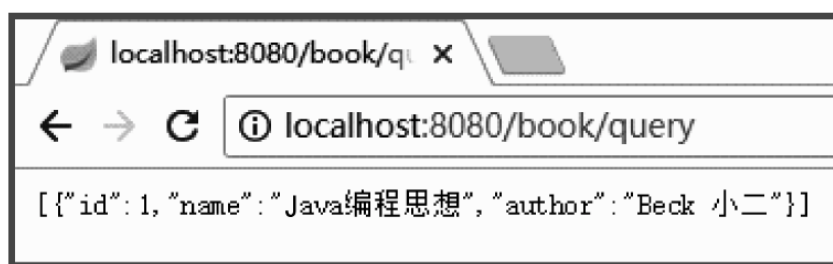 localhost:8080/book/q
localhost:8080/book/query
[{"id":1,"name":"Java编程思想","author":"Beck 小二"}]